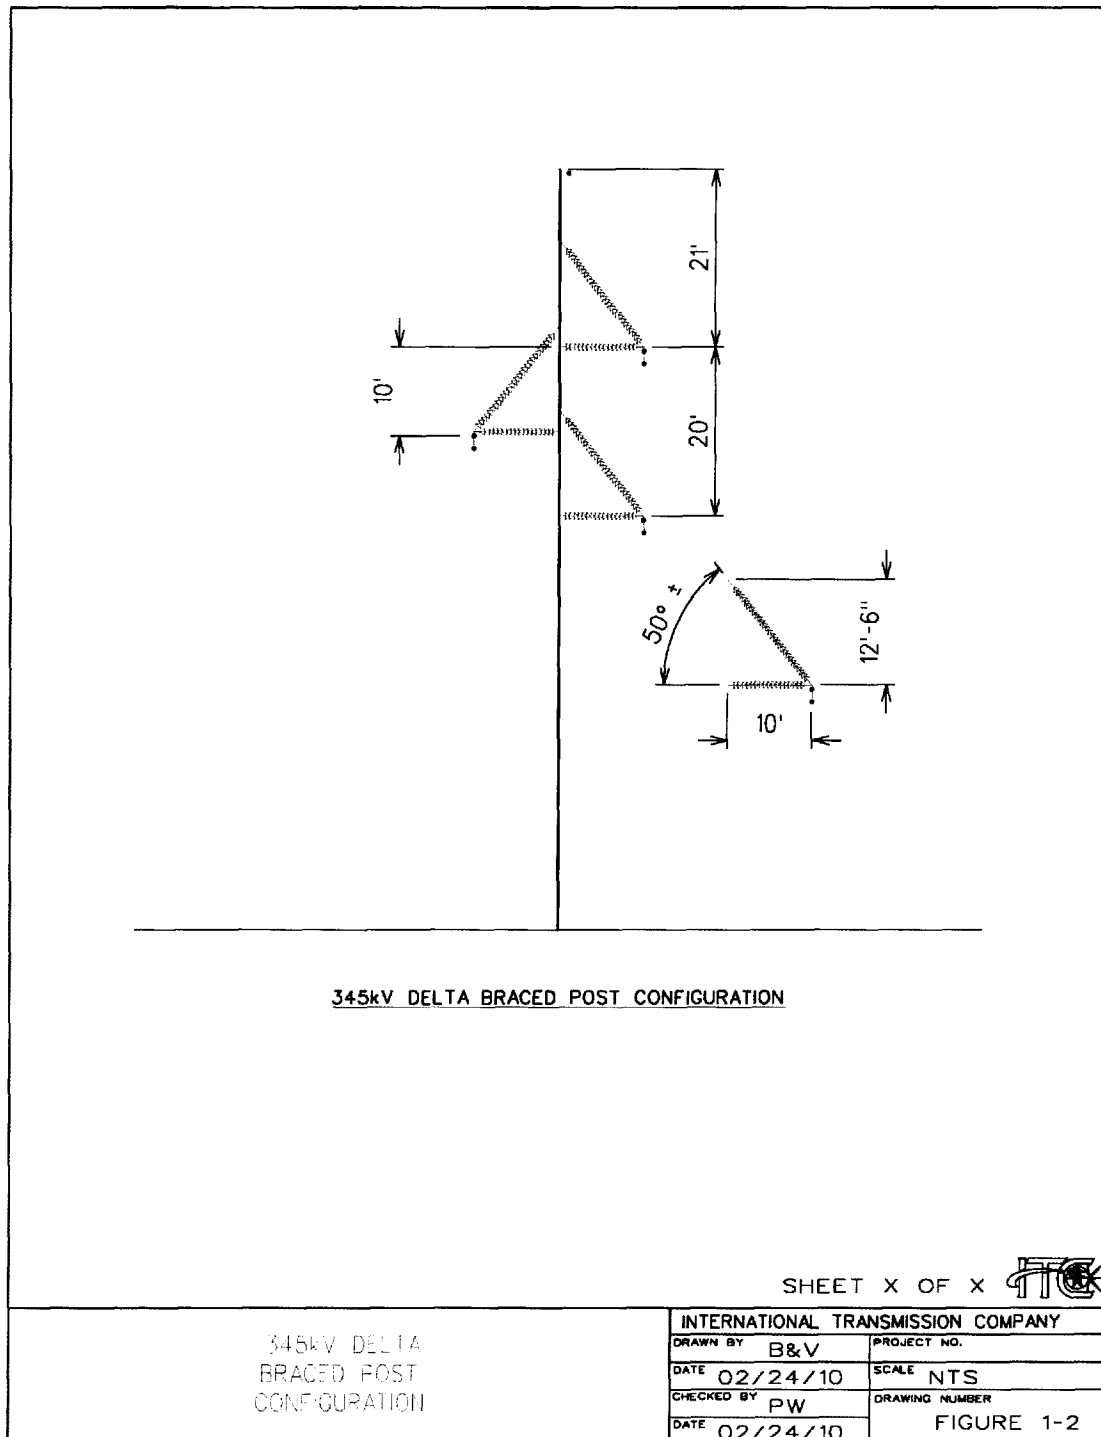 21'
10'
20'
50° ±
12'-6"
10'
345kV DELTA BRACED POST CONFIGURATION
SHEET X OF X ITC
345kV DELTA
BRACED POST
CONFIGURATION
INTERNATIONAL TRANSMISSION COMPANY
DRAWN BY B&V
PROJECT NO.
DATE 02/24/10
SCALE NTS
CHECKED BY PW
DRAWING NUMBER
DATE 02/24/10
FIGURE 1-2